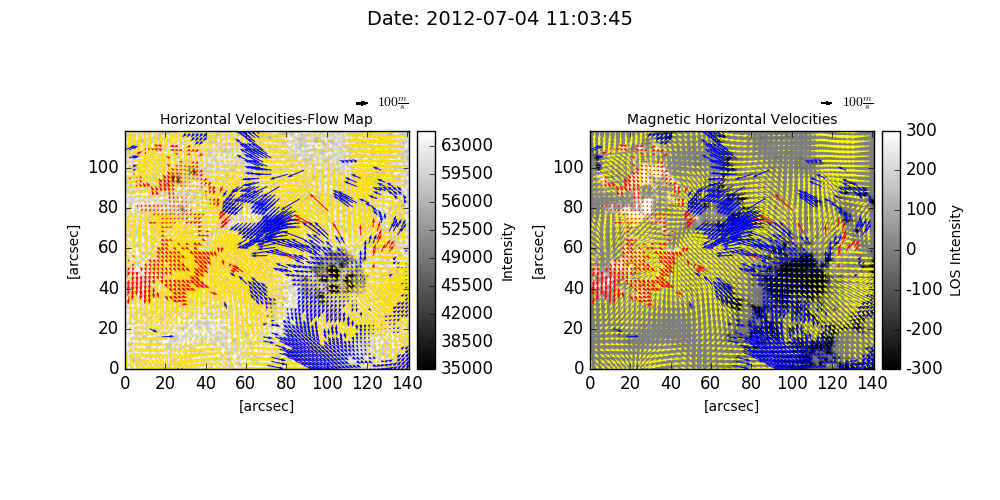 Date: 2012-07-04 11:03:45
100 m/s
Horizontal Velocities-Flow Map
100
80
60
40
20
0
0 20 40 60 80 100 120 140
[arcsec]
[arcsec]
63000
59500
56000
52500
49000
45500
42000
38500
35000
Intensity
100 m/s
Magnetic Horizontal Velocities
100
80
60
40
20
0
0 20 40 60 80 100 120 140
[arcsec]
[arcsec]
300
200
100
0
-100
-200
-300
LOS Intensity